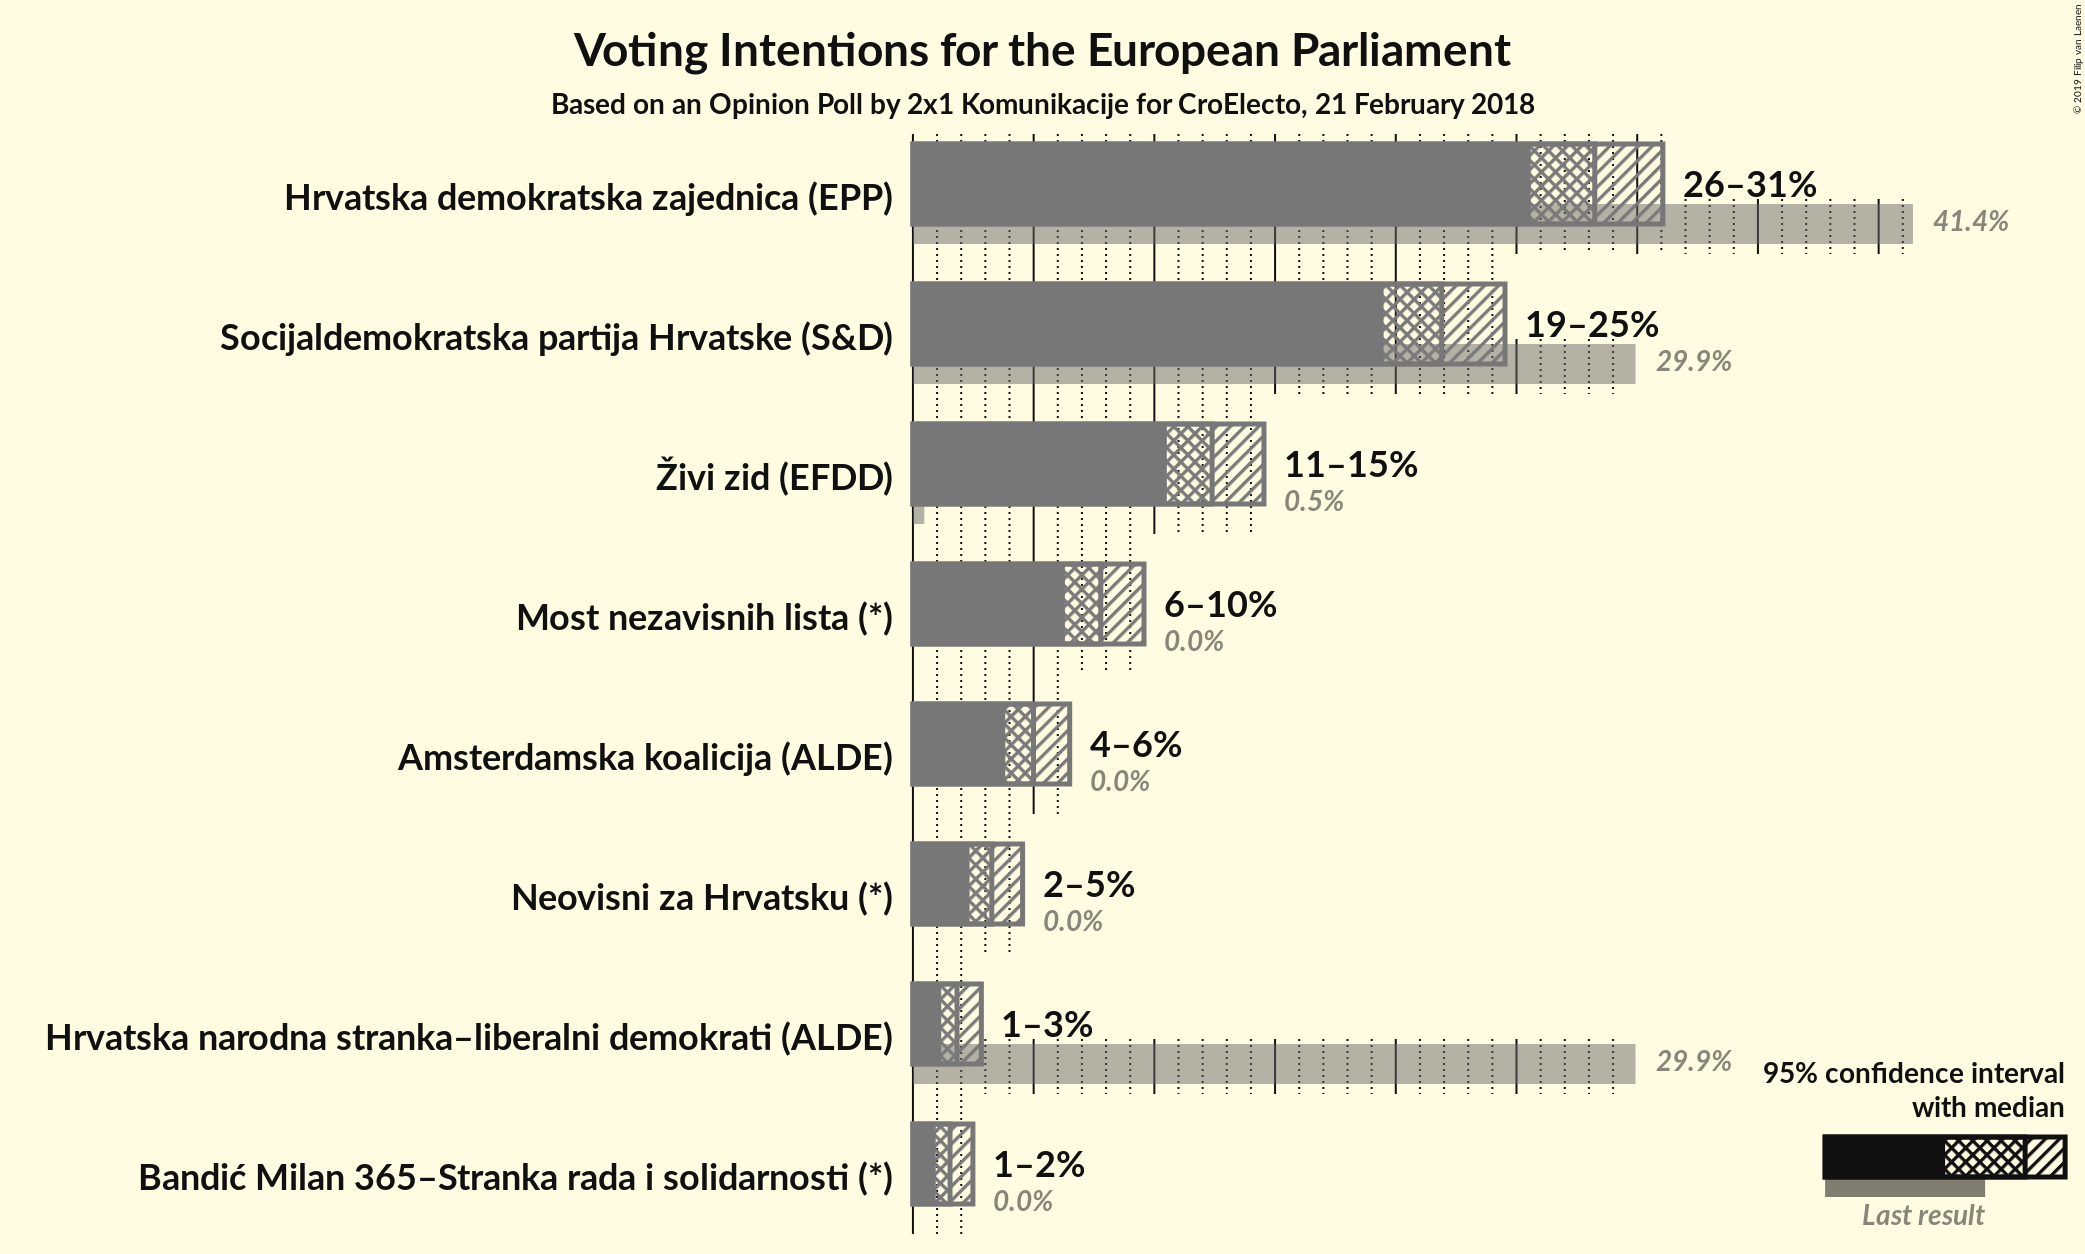 Voting Intentions for the European Parliament
Based on an Opinion Poll by 2x1 Komunikacije for CroElecto, 21 February 2018
© 2019 Filip van Laenen
Hrvatska demokratska zajednica (EPP)
26–31%
41.4%
Socijaldemokratska partija Hrvatske (S&D)
19–25%
29.9%
Živi zid (EFDD)
11–15%
0.5%
Most nezavisnih lista (*)
6–10%
0.0%
Amsterdamska koalicija (ALDE)
4–6%
0.0%
Neovisni za Hrvatsku (*)
2–5%
0.0%
Hrvatska narodna stranka–liberalni demokrati (ALDE)
1–3%
29.9%
Bandić Milan 365–Stranka rada i solidarnosti (*)
1–2%
0.0%
95% confidence interval
with median
Last result